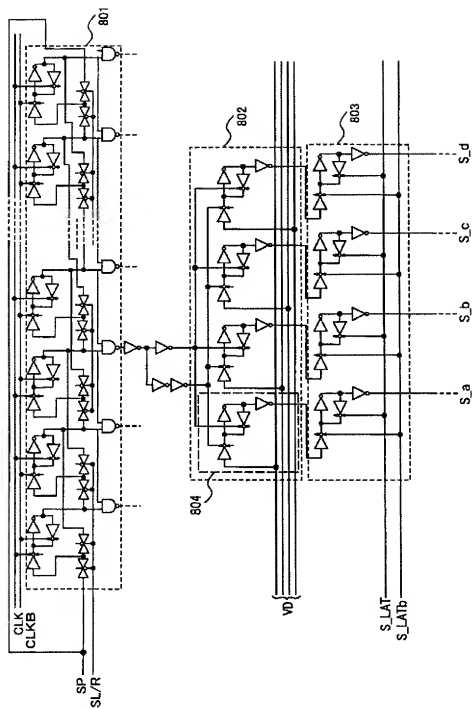 CLK
CLKB
SP
SL/R
801
802
803
804
VD
S_LAT
S_LATb
S_a
S_b
S_c
S_d